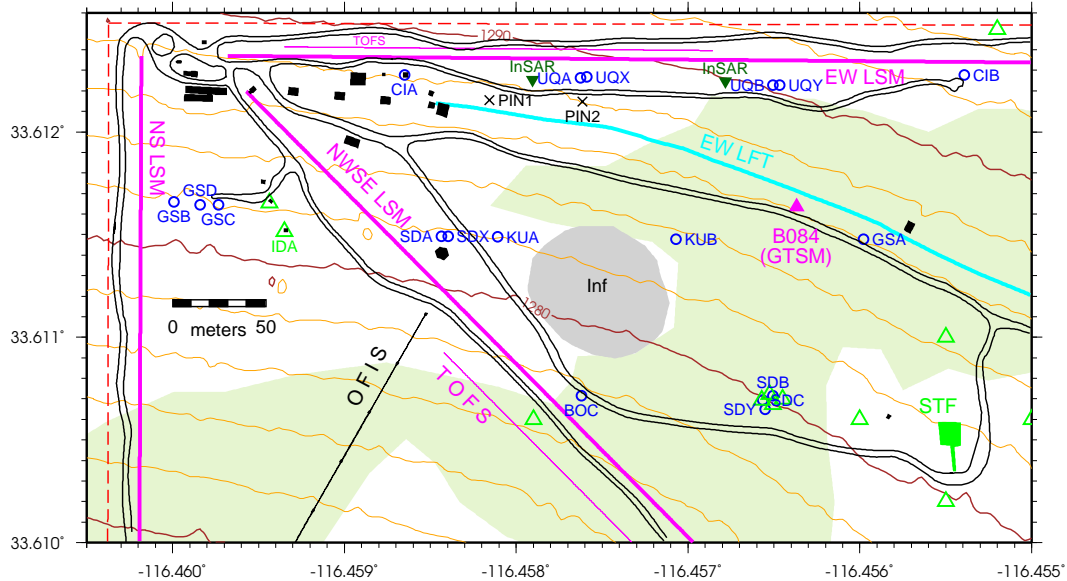 1290
TOFS
InSAR
InSAR
UQA
UQX
UQB
UQY
EW LSM
CIB
CIA
PIN1
PIN2
33.612
EW LFT
NS LSM
NWSE LSM
GSD
GSB
GSC
IDA
SDA
SDX
KUA
KUB
B084
(GTSM)
GSA
Inf
1280
0 meters 50
33.611
OFIS
TOFS
BOC
SDB
SDC
SDY
STF
33.610
-116.460
-116.459
-116.458
-116.457
-116.456
-116.455